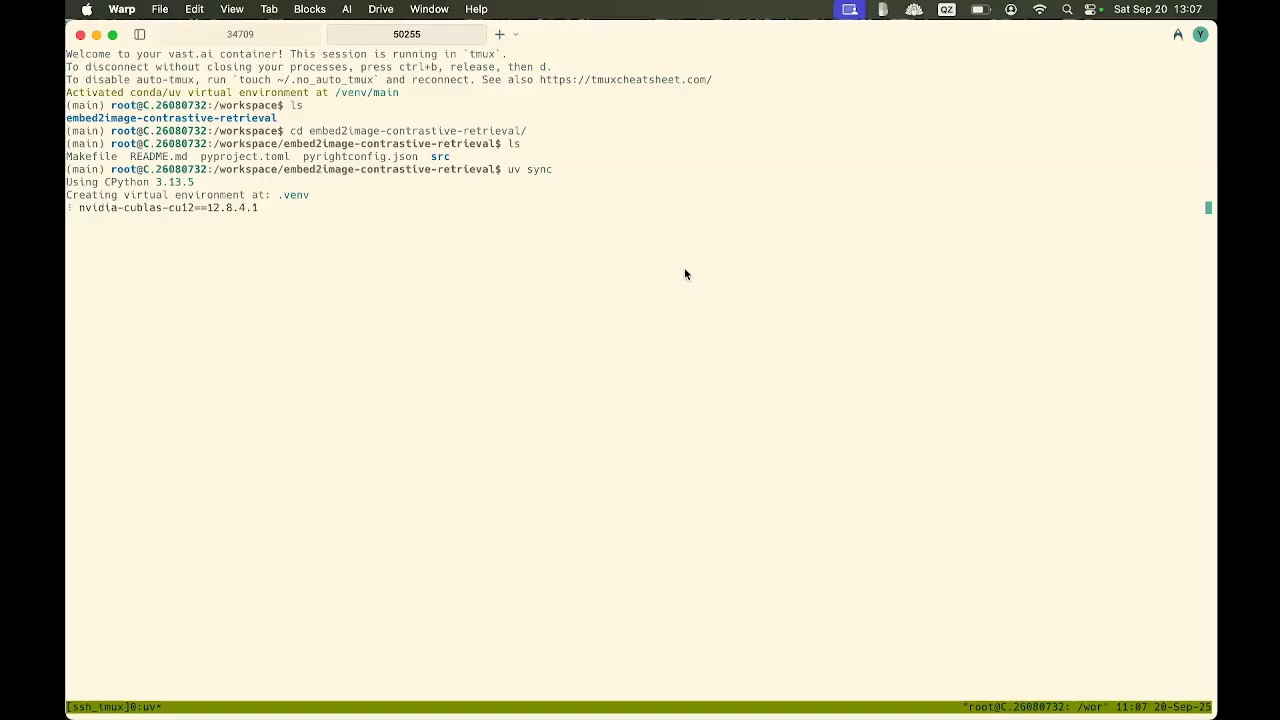 Warp File Edit View Tab Blocks AI Drive Window Help QZ Sat Sep 20 13:07
34709 50255 Y
Welcome to your vast.ai container! This session is running in `tmux`.
To disconnect without closing your processes, press ctrl+b, release, then d.
To disable auto-tmux, run `touch ~/.no_auto_tmux` and reconnect. See also https://tmuxcheatsheet.com/
Activated conda/uv virtual environment at /venv/main
(main) root@C.26080732:/workspace$ ls
embed2image-contrastive-retrieval
(main) root@C.26080732:/workspace$ cd embed2image-contrastive-retrieval/
(main) root@C.26080732:/workspace/embed2image-contrastive-retrieval$ ls
Makefile README.md pyproject.toml pyrightconfig.json src
(main) root@C.26080732:/workspace/embed2image-contrastive-retrieval$ uv sync
Using CPython 3.13.5
Creating virtual environment at: .venv
nvidia-cublas-cu12==12.8.4.1
[ssh_tmux]0:uv* "root@C.26080732: /wor" 11:07 20-Sep-25